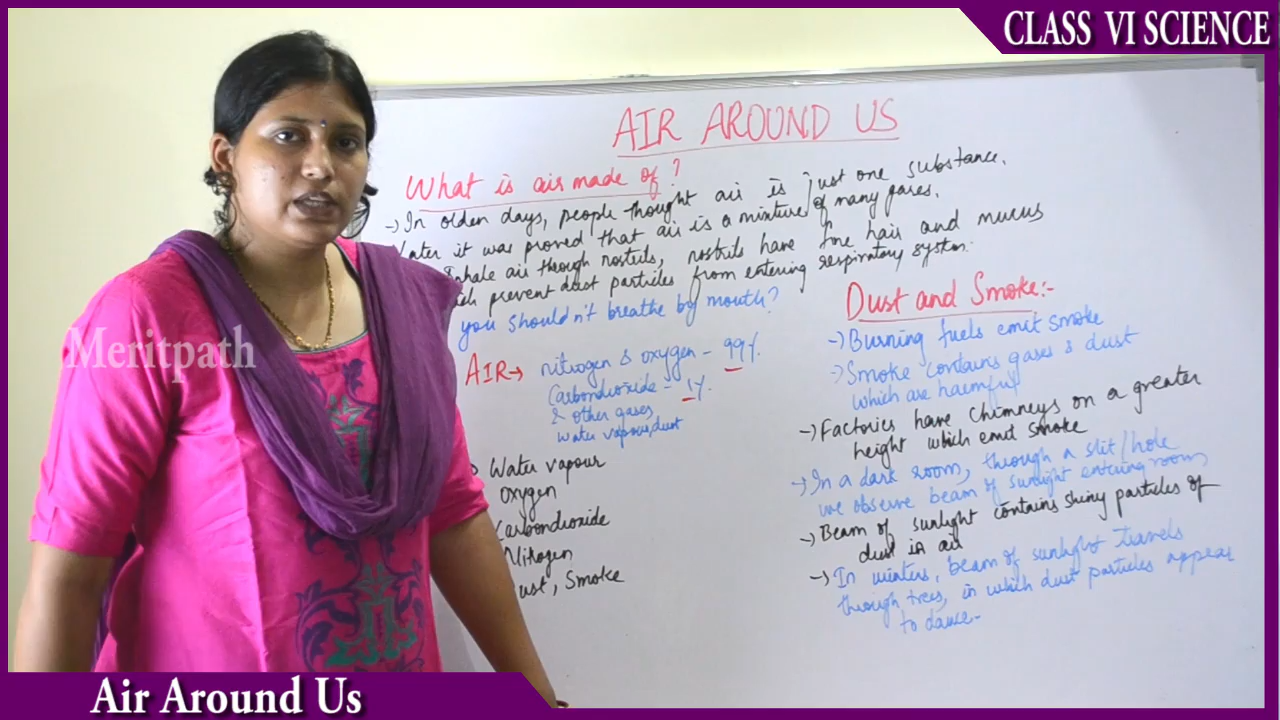 CLASS VI SCIENCE
AIR AROUND US
What is air made of?
→ In olden days, people thought air is just one substance.
Later it was proved that air is a mixture of many gases.
inhale air through nostrils, nostrils have fine hair and mucus
prevent dust particles from entering respiratory system.
you shouldn't breathe by mouth?
AIR→ nitrogen & oxygen - 99%.
Carbondioxide - 1%.
& other gases
Water vapour, dust
Water vapour
Oxygen
Carbondioxide
Nitrogen
Dust, Smoke
Dust and Smoke:-
→ Burning fuels emit smoke
→ Smoke contains gases & dust
which are harmful
→ Factories have chimneys on a greater
height which emit smoke
→ In a dark room, through a slit/hole
we observe beam of sunlight entering room,
→ Beam of sunlight contains shiny particles of
dust in air
→ In winters, beam of sunlight travels
through trees, in which dust particles appear
to dance-
Meritpath
Air Around Us